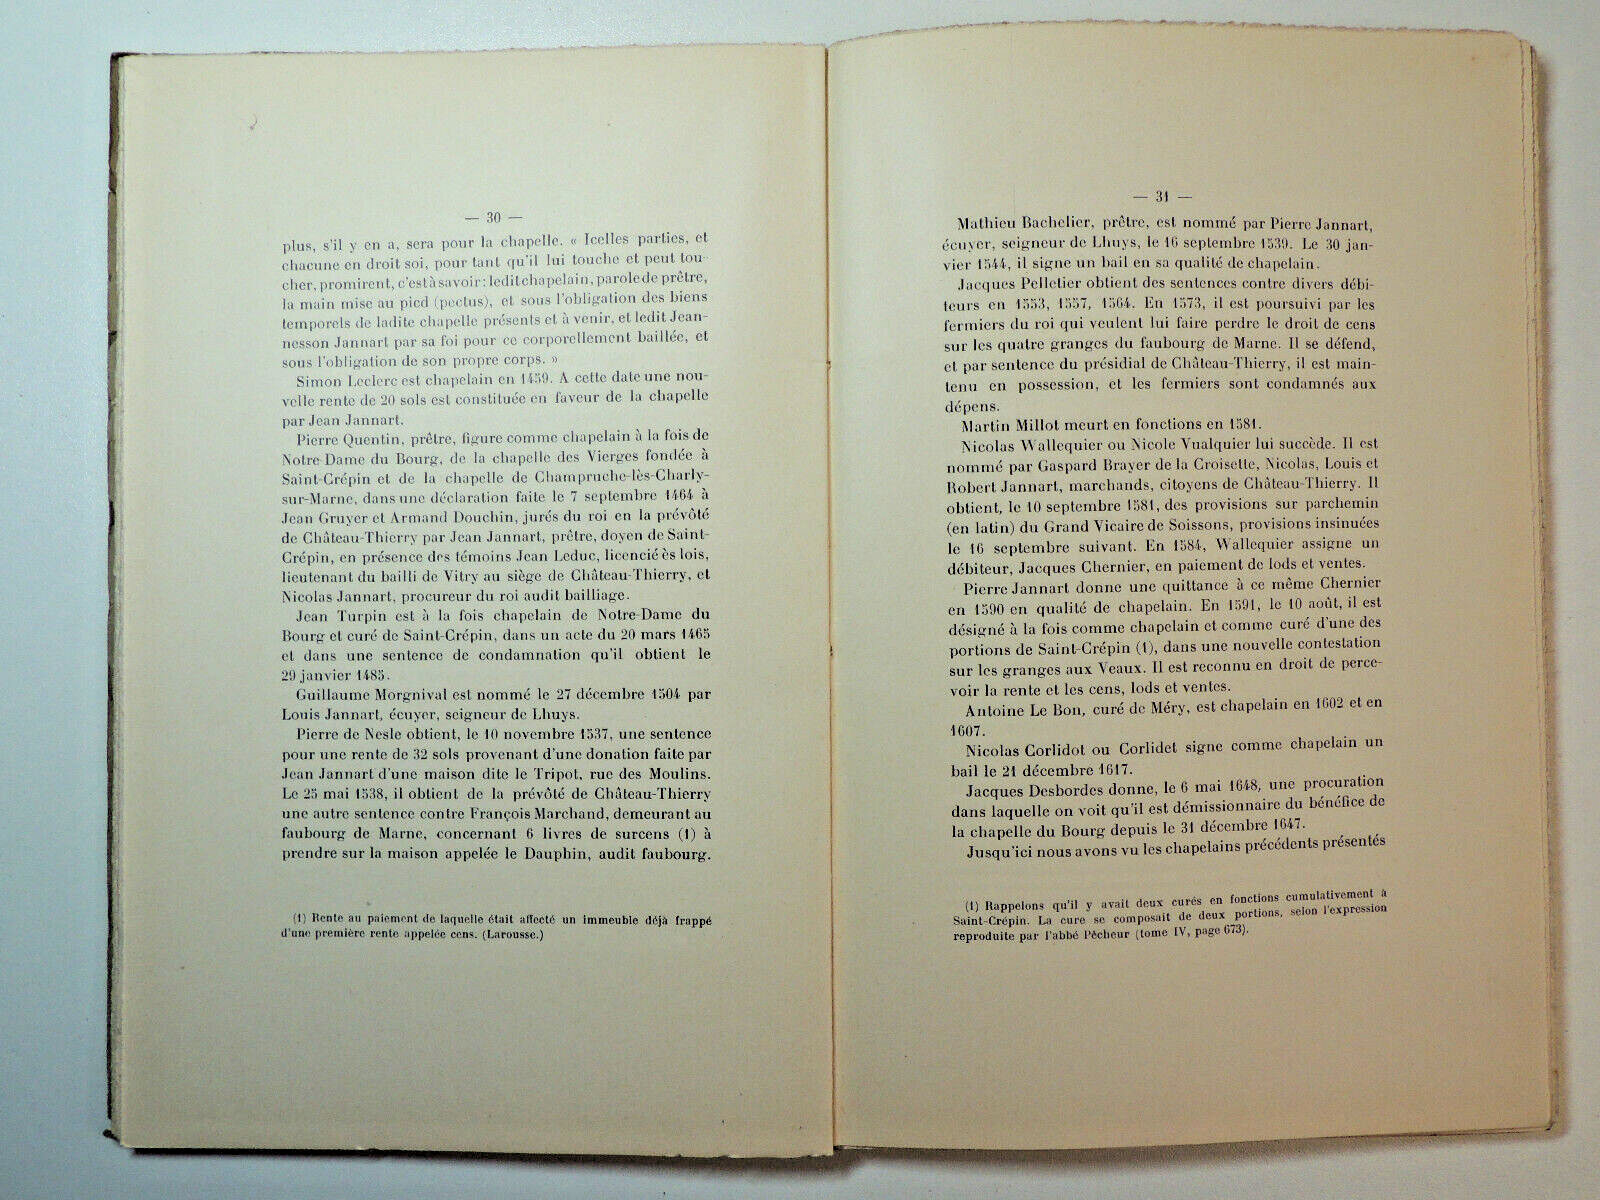 — 30 —
plus, s'il y en a, sera pour la chapelle. « Icelles parties, et
chacune en droit soi, pour tant qu'il lui touche et peut tou-
cher, promirent, c'est à savoir : ledit chapelain, parole de prêtre,
la main mise au pied (pectus), et sous l'obligation des biens
temporels de ladite chapelle présents et à venir, et ledit Jean-
nesson Jannart par sa foi pour ce corporellement baillée, et
sous l'obligation de son propre corps. »
Simon Leclerc est chapelain en 1459. A cette date une nou-
velle rente de 20 sols est constituée en faveur de la chapelle
par Jean Jannart.
Pierre Quentin, prêtre, figure comme chapelain à la fois de
Notre-Dame du Bourg, de la chapelle des Vierges fondée à
Saint-Crépin et de la chapelle de Champruche-lès-Charly-
sur-Marne, dans une déclaration faite le 7 septembre 1464 à
Jean Gruyer et Armand Douchin, jurés du roi en la prévôté
de Château-Thierry par Jean Jannart, prêtre, doyen de Saint-
Crépin, en présence des témoins Jean Leduc, licencié ès lois,
lieutenant du bailli de Vitry au siège de Château-Thierry, et
Nicolas Jannart, procureur du roi audit bailliage.
Jean Turpin est à la fois chapelain de Notre-Dame du
Bourg et curé de Saint-Crépin, dans un acte du 20 mars 1465
et dans une sentence de condamnation qu'il obtient le
29 janvier 1485.
Guillaume Morgnival est nommé le 27 décembre 1504 par
Louis Jannart, écuyer, seigneur de Lhuys.
Pierre de Nesle obtient, le 10 novembre 1537, une sentence
pour une rente de 32 sols provenant d'une donation faite par
Jean Jannart d'une maison dite le Tripot, rue des Moulins.
Le 25 mai 1538, il obtient de la prévôté de Château-Thierry
une autre sentence contre François Marchand, demeurant au
faubourg de Marne, concernant 6 livres de surcens (1) à
prendre sur la maison appelée le Dauphin, audit faubourg.
(1) Rente au paiement de laquelle était affecté un immeuble déjà frappé
d'une première rente appelée cens. (Larousse.)
— 31 —
Mathieu Bachelier, prêtre, est nommé par Pierre Jannart,
écuyer, seigneur de Lhuys, le 16 septembre 1539. Le 30 jan-
vier 1544, il signe un bail en sa qualité de chapelain.
Jacques Pelletier obtient des sentences contre divers débi-
teurs en 1553, 1557, 1564. En 1573, il est poursuivi par les
fermiers du roi qui veulent lui faire perdre le droit de cens
sur les quatre granges du faubourg de Marne. Il se défend,
et par sentence du présidial de Château-Thierry, il est main-
tenu en possession, et les fermiers sont condamnés aux
dépens.
Martin Millot meurt en fonctions en 1581.
Nicolas Wallequier ou Nicole Vualquier lui succède. Il est
nommé par Gaspard Brayer de la Croisette, Nicolas, Louis et
Robert Jannart, marchands, citoyens de Château-Thierry. Il
obtient, le 10 septembre 1581, des provisions sur parchemin
(en latin) du Grand Vicaire de Soissons, provisions insinuées
le 16 septembre suivant. En 1584, Wallequier assigne un
débiteur, Jacques Chernier, en paiement de lods et ventes.
Pierre Jannart donne une quittance à ce même Chernier
en 1590 en qualité de chapelain. En 1591, le 10 août, il est
désigné à la fois comme chapelain et comme curé d'une des
portions de Saint-Crépin (1), dans une nouvelle contestation
sur les granges aux Veaux. Il est reconnu en droit de perce-
voir la rente et les cens, lods et ventes.
Antoine Le Bon, curé de Méry, est chapelain en 1602 et en
1607.
Nicolas Corlidot ou Corlidet signe comme chapelain un
bail le 21 décembre 1617.
Jacques Desbordes donne, le 6 mai 1648, une procuration
dans laquelle on voit qu'il est démissionnaire du bénéfice de
la chapelle du Bourg depuis le 31 décembre 1647.
Jusqu'ici nous avons vu les chapelains précédents présentés
(1) Rappelons qu'il y avait deux curés en fonctions cumulativement à
Saint-Crépin. La cure se composait de deux portions, selon l'expression
reproduite par l'abbé Pêcheur (tome IV, page 673).